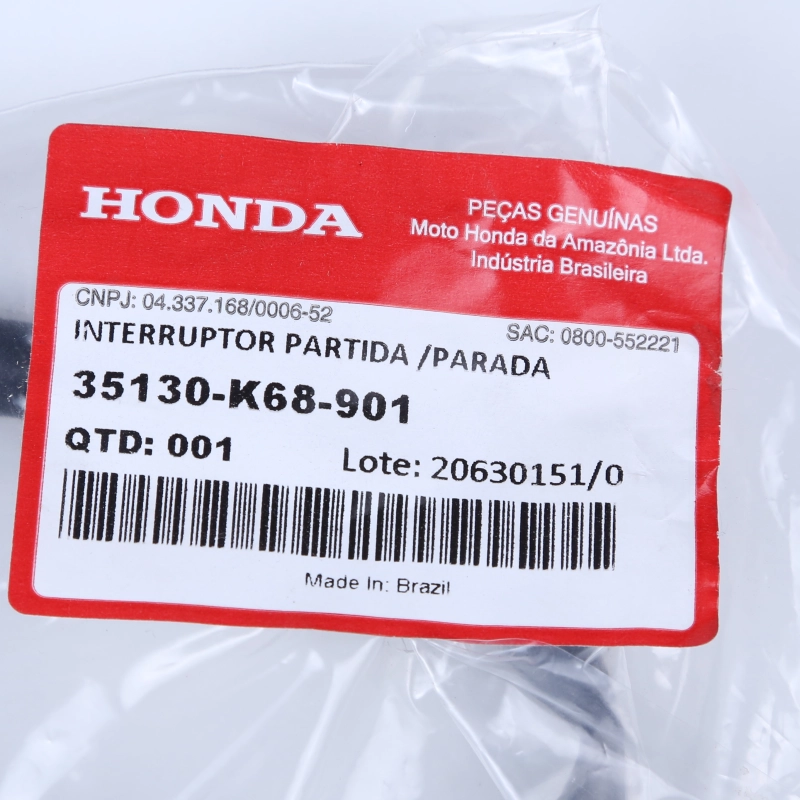 HONDA
PEÇAS GENUÍNAS
Moto Honda da Amazônia Ltda.
Indústria Brasileira
CNPJ: 04.337.168/0006-52
SAC: 0800-552221
INTERRUPTOR PARTIDA /PARADA
35130-K68-901
QTD: 001
Lote: 20630151/0
Made In: Brazil